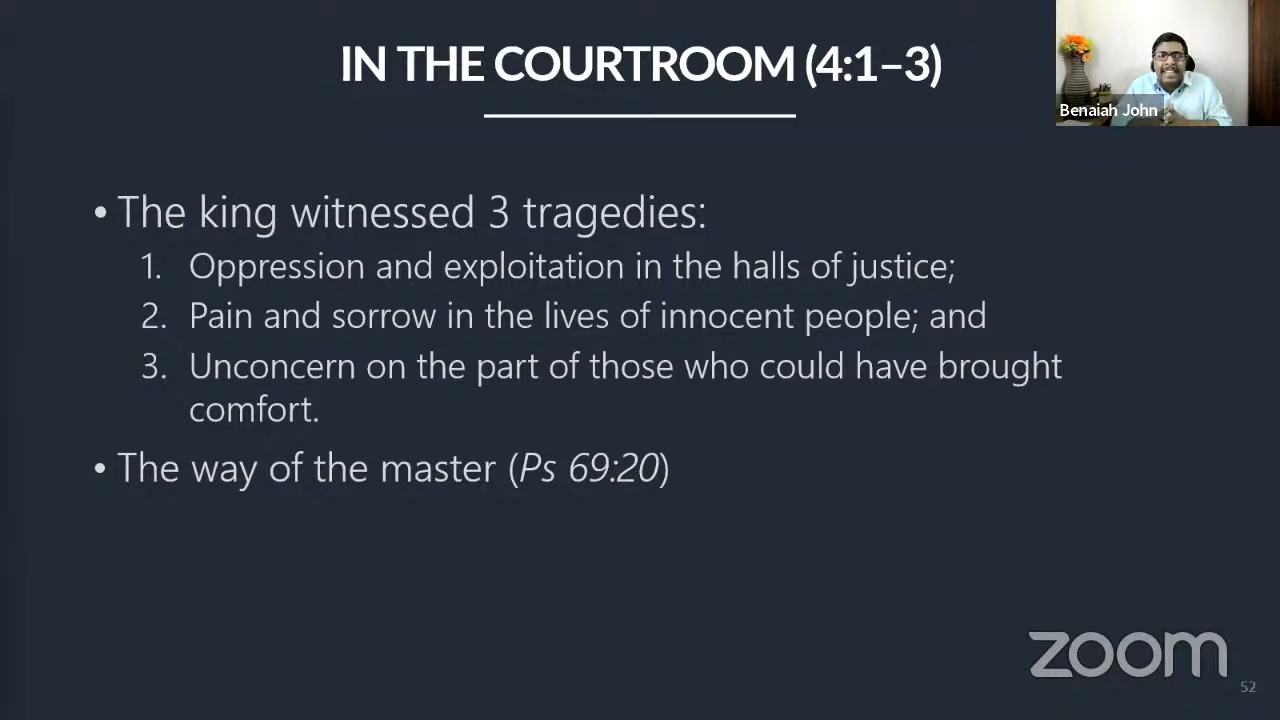 IN THE COURTROOM (4:1–3)
Benaiah John
• The king witnessed 3 tragedies:
1. Oppression and exploitation in the halls of justice;
2. Pain and sorrow in the lives of innocent people; and
3. Unconcern on the part of those who could have brought
comfort.
• The way of the master (Ps 69:20)
zoom
52